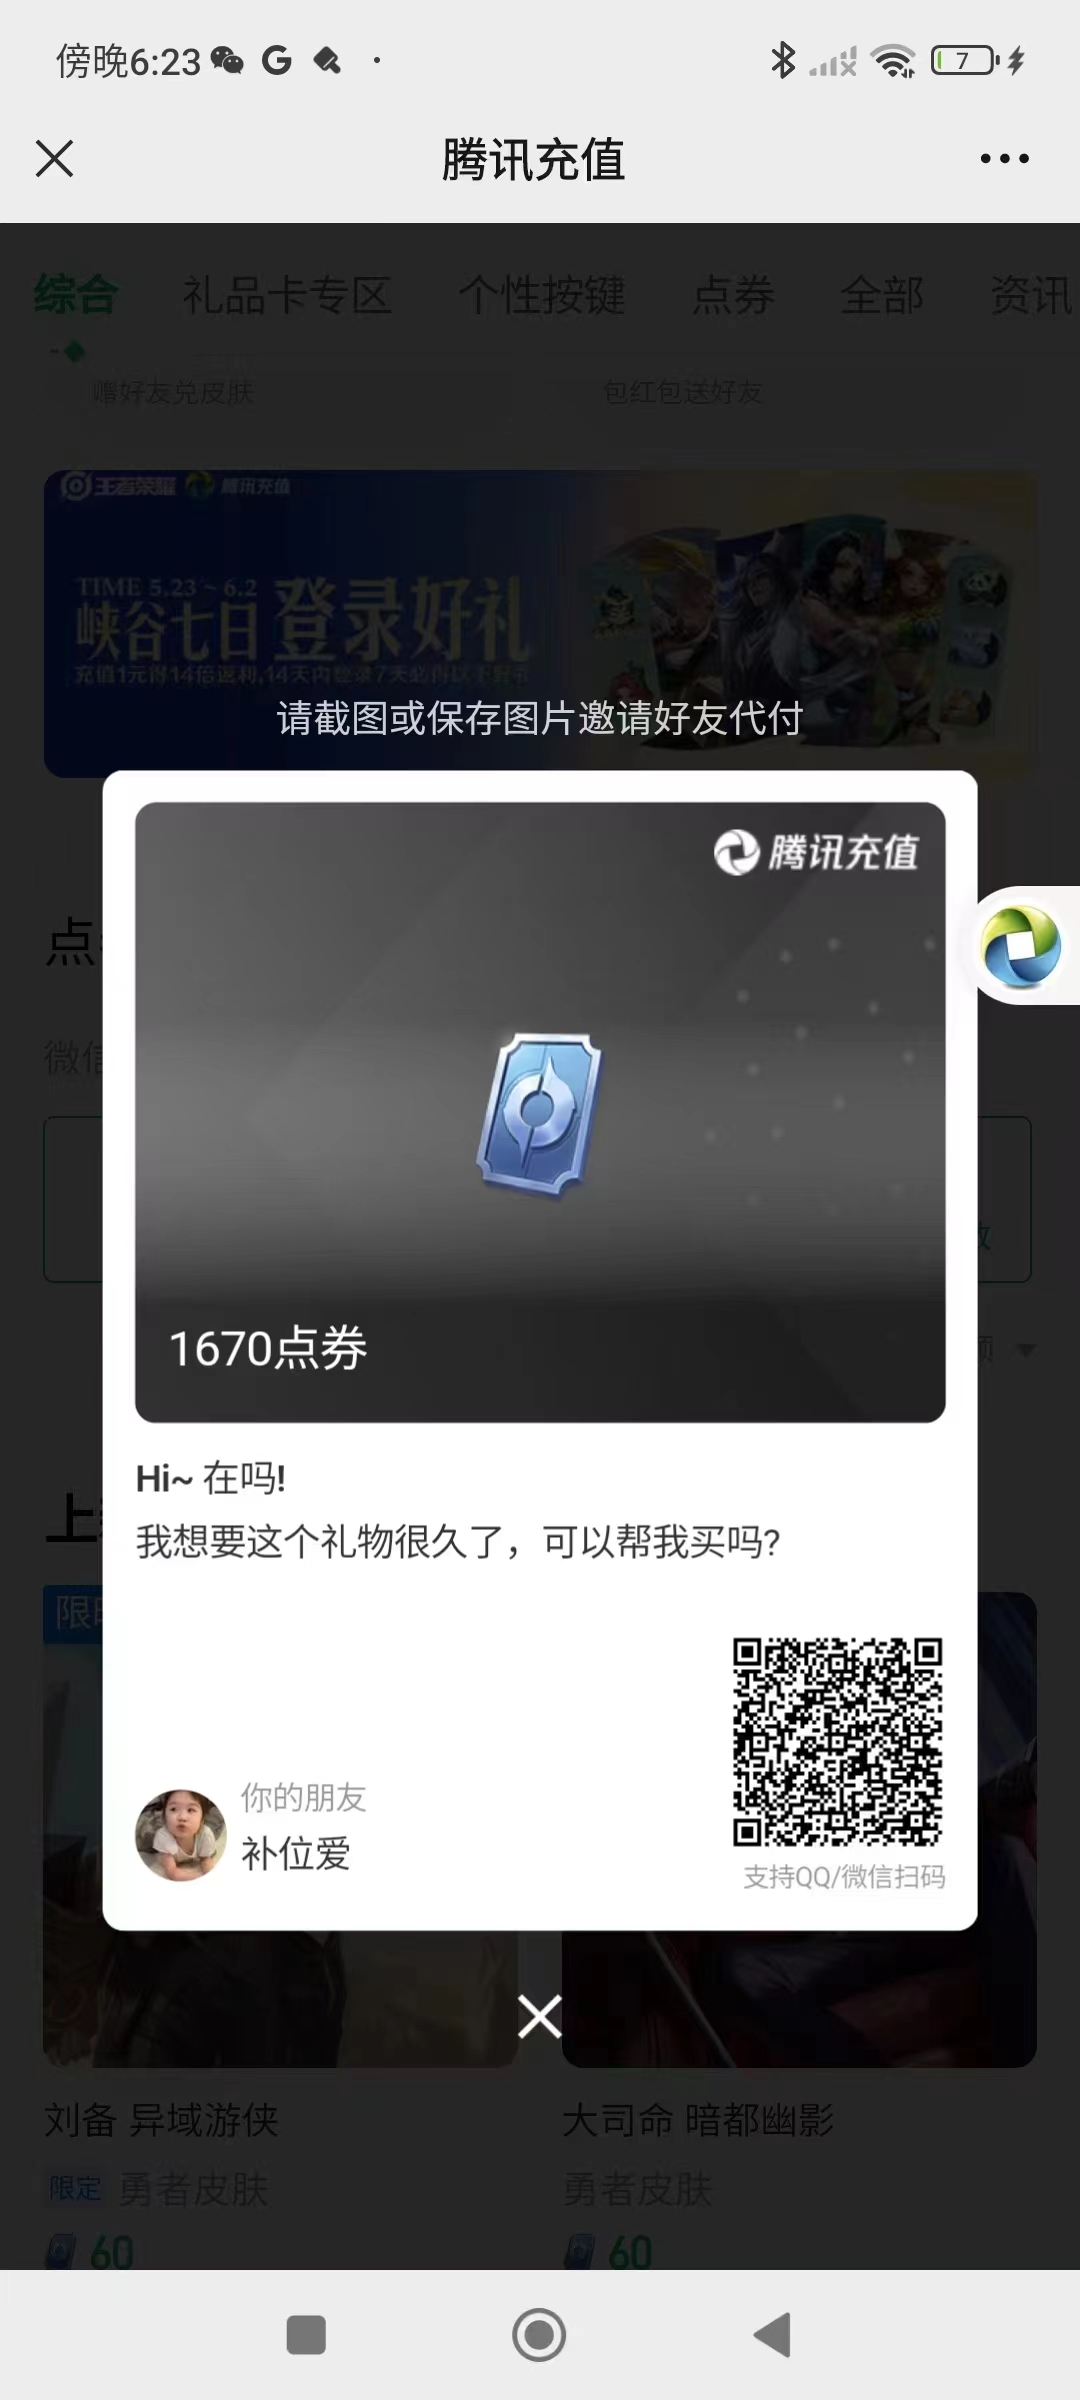 傍晚6:23
7
腾讯充值
综合 礼品卡专区 个性按键 点券 全部 资讯
赠好友兑皮肤 包红包送好友
王者荣耀 腾讯充值
TIME 5.23 ~ 6.2
峡谷七日 登录好礼
充值1元得14倍返利,14天内登录7天必得以下好礼
请截图或保存图片邀请好友代付
腾讯充值
点
微信
1670点券
Hi~ 在吗!
我想要这个礼物很久了，可以帮我买吗?
上
限时
你的朋友
补位爱
支持QQ/微信扫码
刘备 异域游侠 大司命 暗都幽影
限定 勇者皮肤 勇者皮肤
60 60